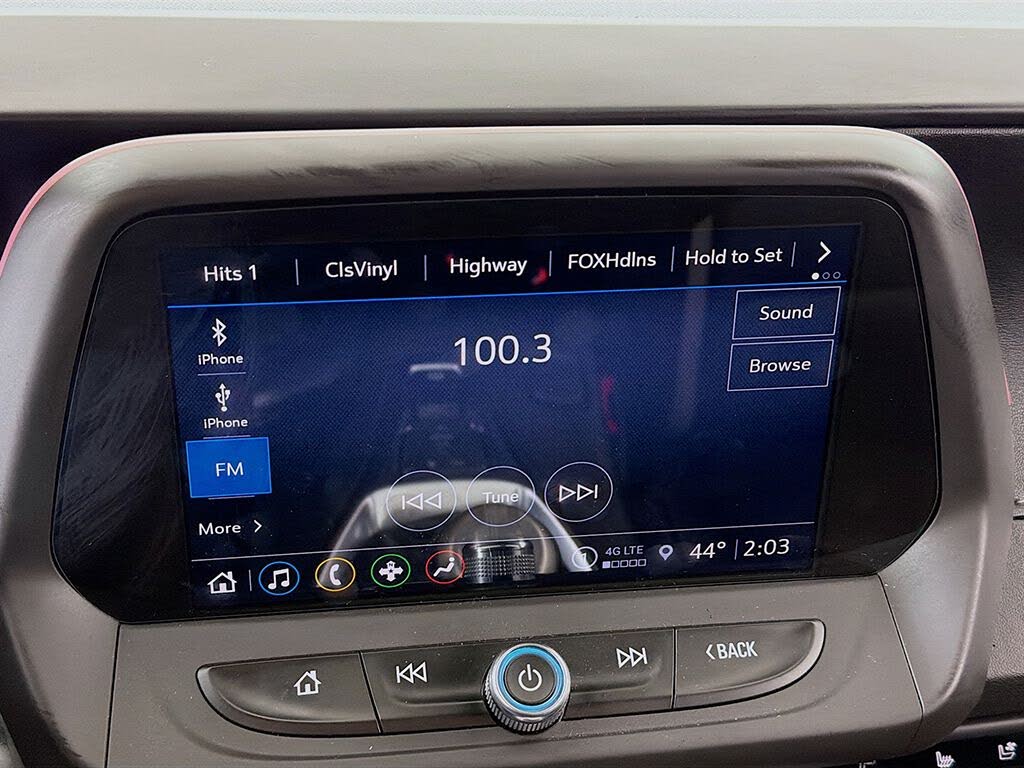 Hits 1 ClsVinyl Highway FOXHdlns Hold to Set
Sound
100.3
iPhone
Browse
iPhone
FM
Tune
More
1 4G LTE 44° 2:03
BACK